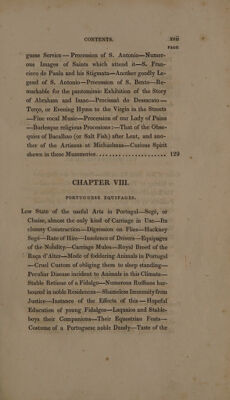 CONTENTS. xvii
PAGE
guese Service—Procession of S. Antonio—Numer-
ous Images of Saints which attend it—S. Fran-
cisco de Paula and his Stigmata—Another goodly Le-
gend of S. Antonio—Procession of S. Bento—Re-
markable for the pantomimic Exhibition of the Story
of Abraham and Isaac—Procissaõ do Desacato—
Terço, or Evening Hymn to the Virgin in the Streets
—Fine vocal Music—Procession of our Lady of Pains
—Burlesque religious Processions:—That of the Obse-
quies of Bacalhao (or Salt Fish) after Lent, and ano-
ther of the Artisans at Michaelmas—Curious Spirit
shewn in these Mummeries..................... 129
CHAPTER VIII.
PORTUGUESE EQUIPAGES.
Low State of the useful Arts in Portugal—Segé, or
Chaise, almost the only kind of Carriage in Use—Its
clumsy Construction—Digression on Flies—Hackney
Segé—Rate of Hire—Insolence of Drivers—Equipages
of the Nobility—Carriage Mules—Royal Breed of the
Raça d'Alter—Mode of foddering Animals in Portugal
—Cruel Custom of obliging them to sleep standing—
Peculiar Disease incident to Animals in this Climate—
Stable Retinue of a Fidalgo—Numerous Ruffians har-
boured in noble Residences—Shameless Immunity from
Justice—Instance of the Effects of this—Hopeful
Education of young Fidalgos—Lacquies and Stable-
boys their Companions—Their Equestrian Feats—
Costume of a Portuguese noble Dandy—Taste of the